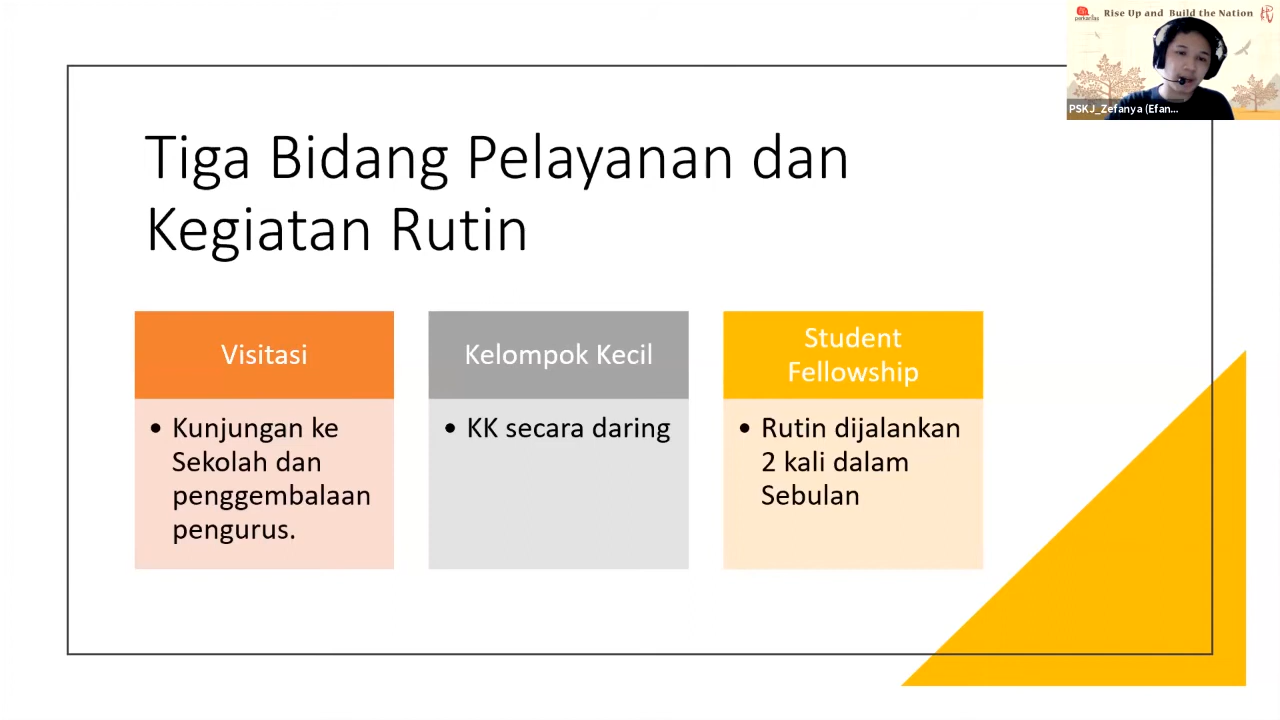 Rise Up and Build the Nation
perkantas
PSKJ_Zefanya (Efan...
Tiga Bidang Pelayanan dan
Kegiatan Rutin
Visitasi
• Kunjungan ke
Sekolah dan
penggembalaan
pengurus.
Kelompok Kecil
• KK secara daring
Student
Fellowship
• Rutin dijalankan
2 kali dalam
Sebulan